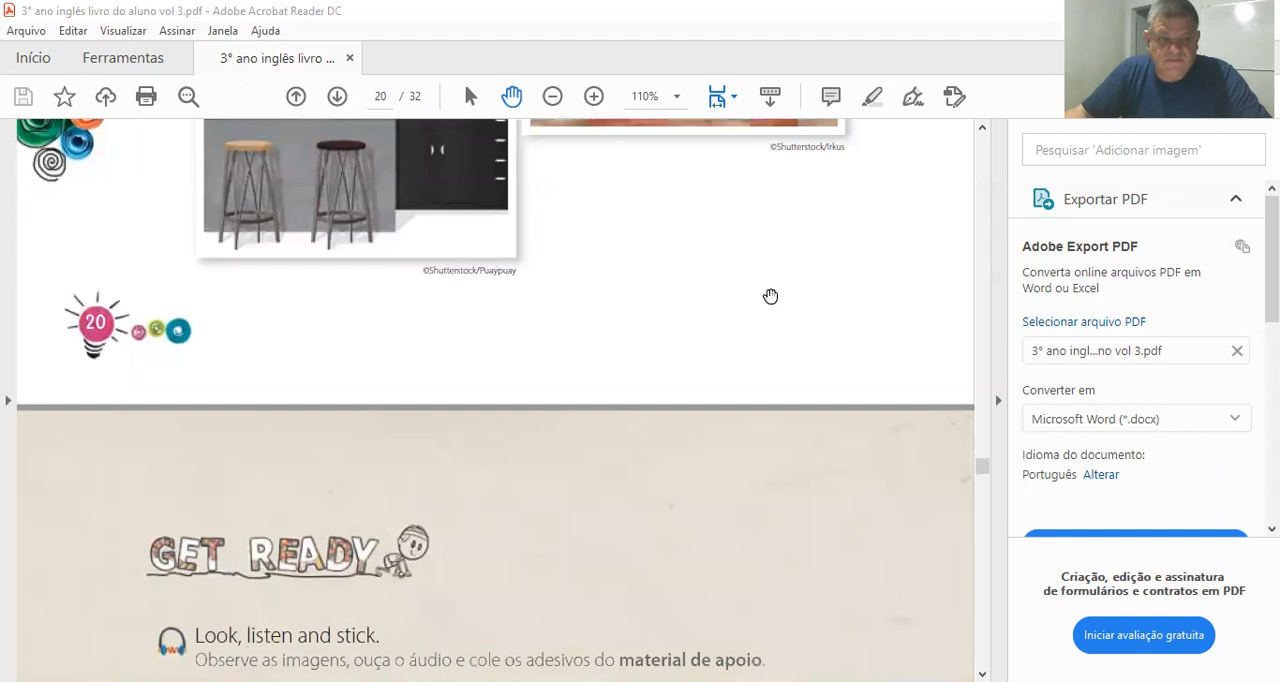 3° ano inglês livro do aluno vol 3.pdf - Adobe Acrobat Reader DC
Arquivo Editar Visualizar Assinar Janela Ajuda
Início Ferramentas 3° ano inglês livro ... ×
20 / 32 110%
©Shutterstock/Irkus
©Shutterstock/Puaypuay
20
GET READY
Look, listen and stick.
Observe as imagens, ouça o áudio e cole os adesivos do material de apoio.
Pesquisar 'Adicionar imagem'
Exportar PDF
Adobe Export PDF
Converta online arquivos PDF em
Word ou Excel
Selecionar arquivo PDF
3° ano ingl...no vol 3.pdf
Converter em
Microsoft Word (*.docx)
Idioma do documento:
Português Alterar
Criação, edição e assinatura
de formulários e contratos em PDF
Iniciar avaliação gratuita